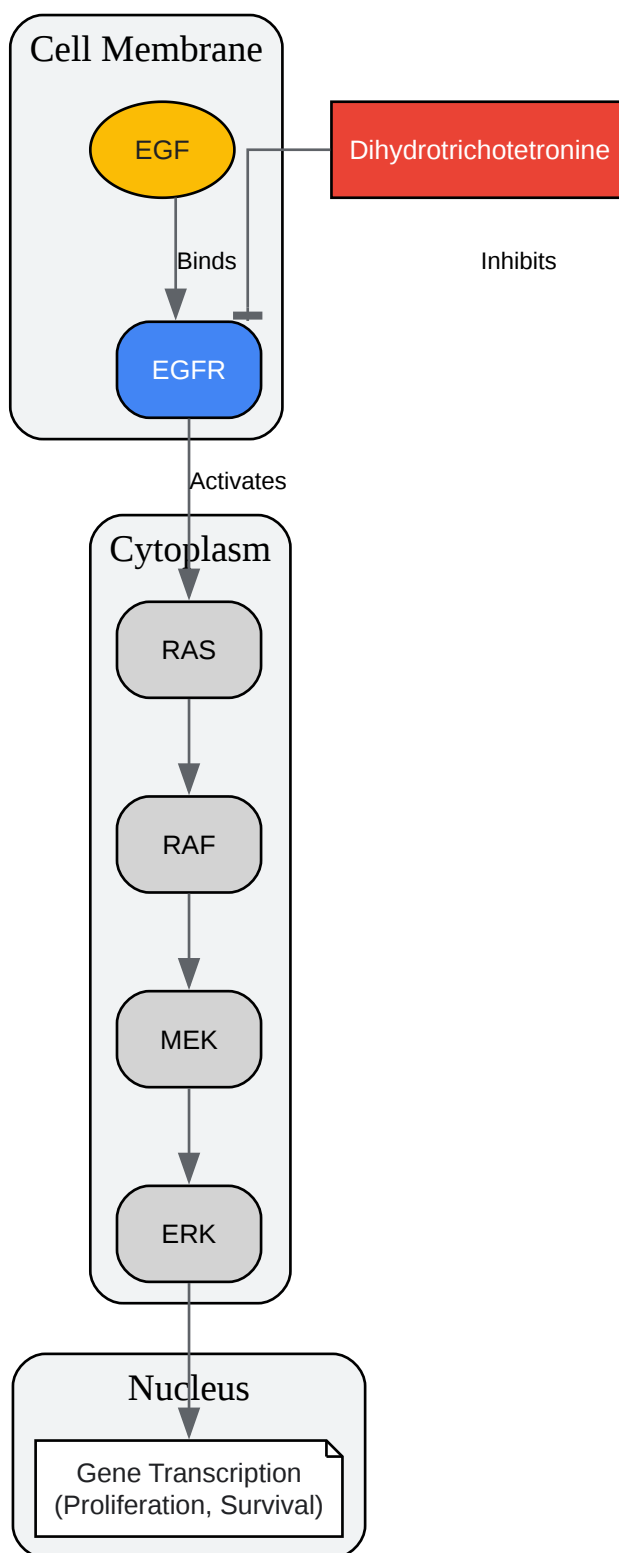 Cell Membrane
EGF
Dihydrotrichotetronine
Binds
Inhibits
EGFR
Activates
Cytoplasm
RAS
RAF
MEK
ERK
Nucleus
Gene Transcription
(Proliferation, Survival)